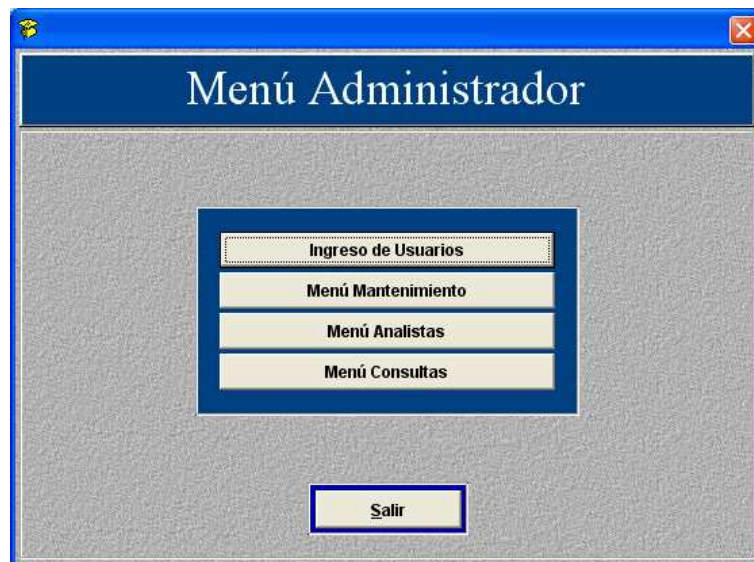 Menú Administrador
Ingreso de Usuarios
Menú Mantenimiento
Menú Analistas
Menú Consultas
Salir